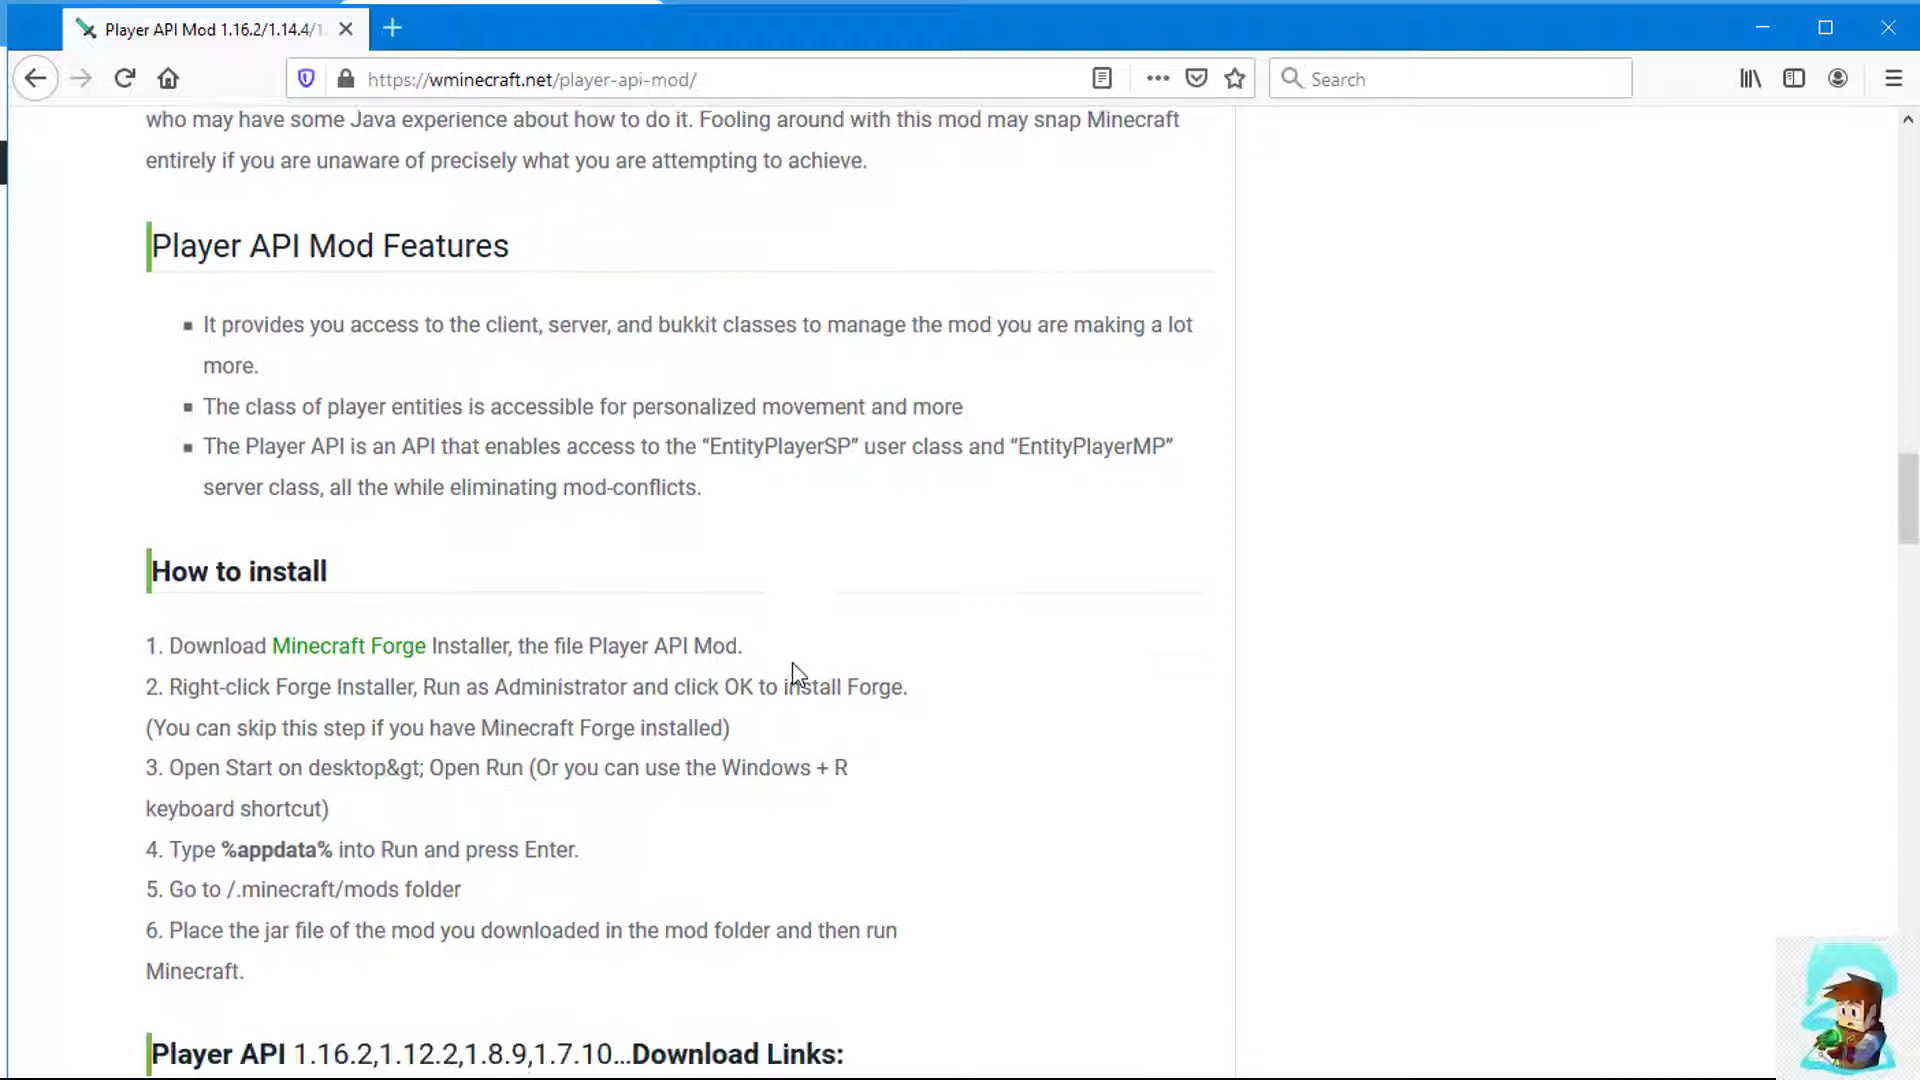 Player API Mod 1.16.2/1.14.4/1.
https://wminecraft.net/player-api-mod/
Search
who may have some Java experience about how to do it. Fooling around with this mod may snap Minecraft
entirely if you are unaware of precisely what you are attempting to achieve.
Player API Mod Features
It provides you access to the client, server, and bukkit classes to manage the mod you are making a lot
more.
The class of player entities is accessible for personalized movement and more
The Player API is an API that enables access to the “EntityPlayerSP” user class and “EntityPlayerMP”
server class, all the while eliminating mod-conflicts.
How to install
1. Download Minecraft Forge Installer, the file Player API Mod.
2. Right-click Forge Installer, Run as Administrator and click OK to install Forge.
(You can skip this step if you have Minecraft Forge installed)
3. Open Start on desktop&gt; Open Run (Or you can use the Windows + R
keyboard shortcut)
4. Type %appdata% into Run and press Enter.
5. Go to /.minecraft/mods folder
6. Place the jar file of the mod you downloaded in the mod folder and then run
Minecraft.
Player API 1.16.2,1.12.2,1.8.9,1.7.10…Download Links: